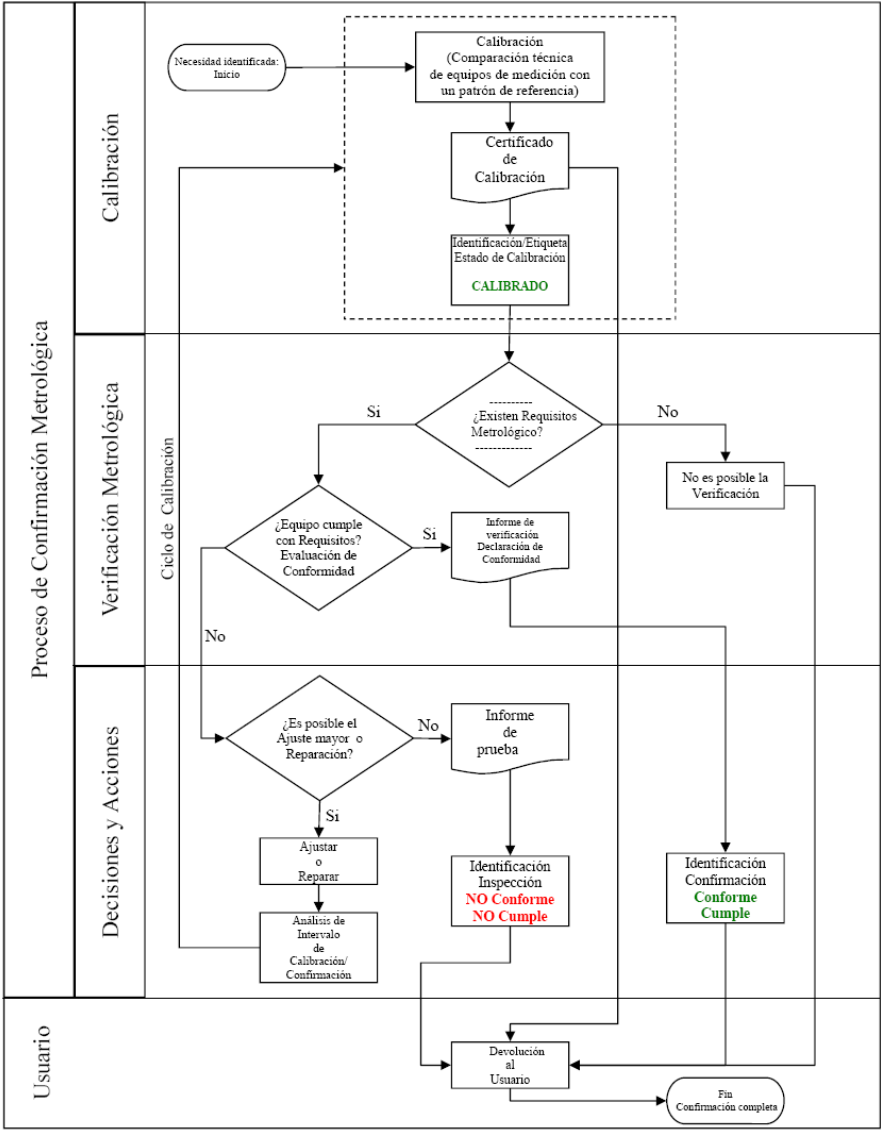 Proceso de Confirmación Metrológica
Calibración
Necesidad identificada:
Inicio
Calibración
(Comparación técnica
de equipos de medición con
un patrón de referencia)
Certificado
de
Calibración
Identificación/Etiqueta
Estado de Calibración
CALIBRADO
Verificación Metrológica
Ciclo de Calibración
----------
¿Existen Requisitos
Metrológico?
-------------
Si
No
No es posible la
Verificación
¿Equipo cumple
con Requisitos?
Evaluación de
Conformidad
Si
Informe de
verificación
Declaración de
Conformidad
No
Decisiones y Acciones
¿Es posible el
Ajuste mayor o
Reparación?
No
Informe
de
prueba
Si
Ajustar
o
Reparar
Análisis de
Intervalo
de
Calibración/
Confirmación
Identificación
Inspección
NO Conforme
NO Cumple
Identificación
Confirmación
Conforme
Cumple
Usuario
Devolución
al
Usuario
Fin
Confirmación completa